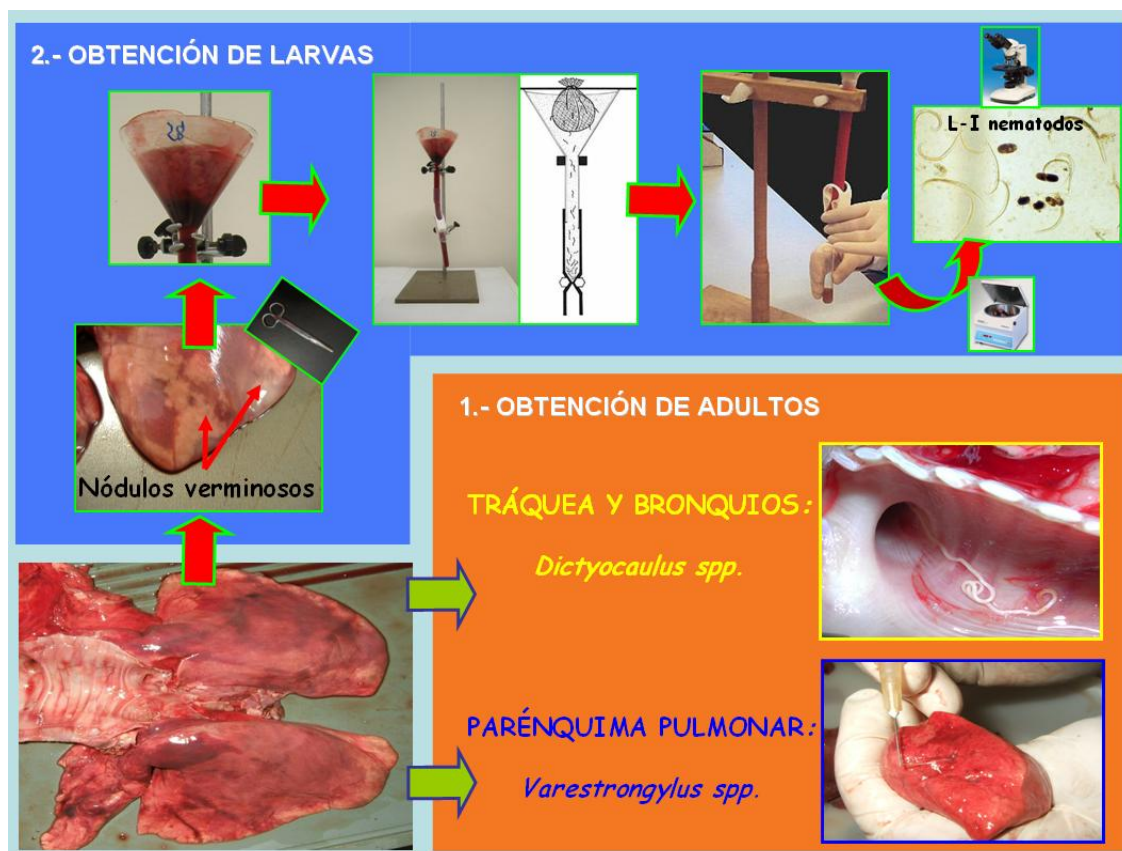 2.- OBTENCIÓN DE LARVAS
28
L-I nematodos
Nódulos verminosos
1.- OBTENCIÓN DE ADULTOS
TRÁQUEA Y BRONQUIOS:
Dictyocaulus spp.
PARÉNQUIMA PULMONAR:
Varestrongylus spp.